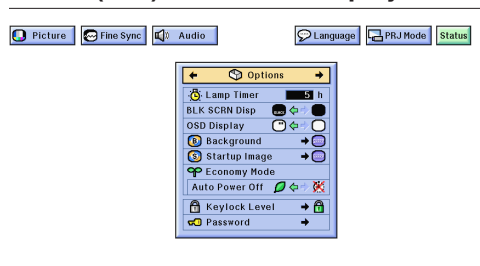 Picture Fine Sync Audio Language PRJ Mode Status
Options
Lamp Timer 5 h
BLK SCRN Disp
OSD Display
Background
Startup Image
Economy Mode
Auto Power Off
Keylock Level
Password